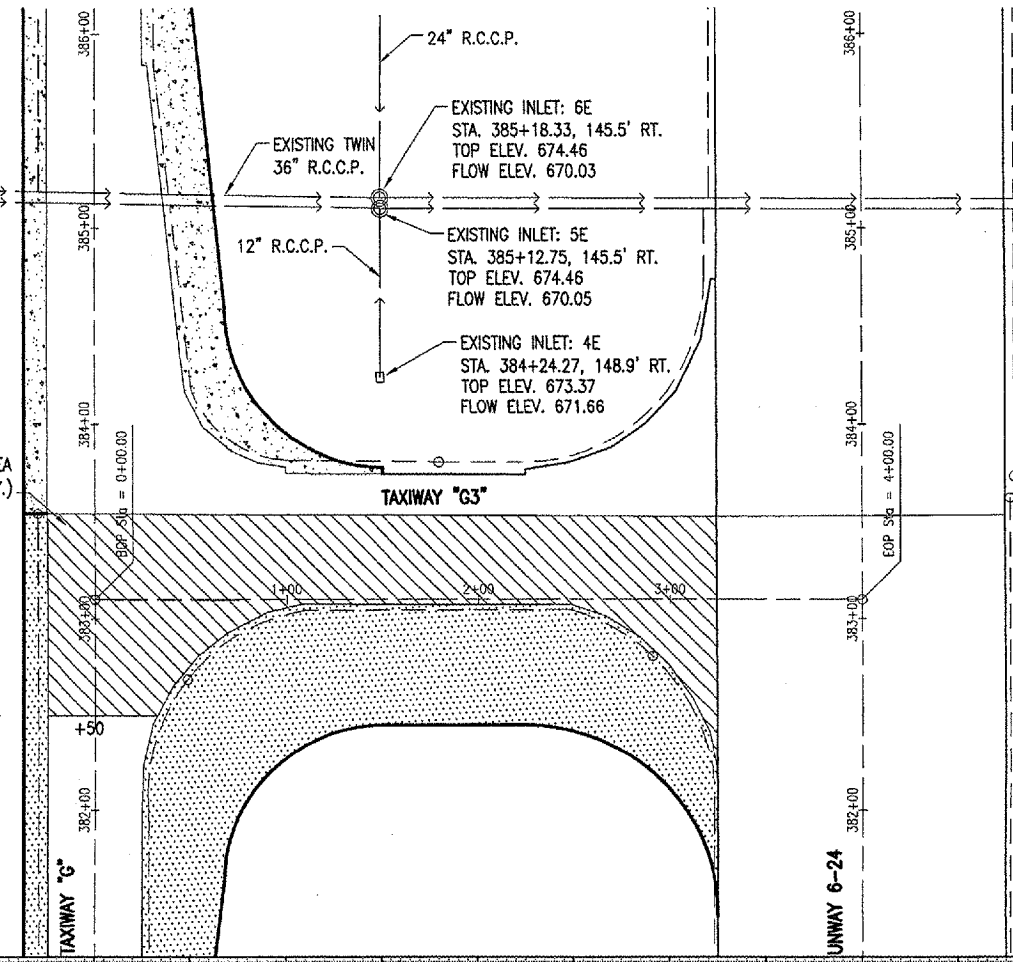 386+00
386+00
24" R.C.C.P.
EXISTING INLET: 6E
STA. 385+18.33, 145.5' RT.
TOP ELEV. 674.46
FLOW ELEV. 670.03
EXISTING TWIN
36" R.C.C.P.
385+00
385+00
12" R.C.C.P.
EXISTING INLET: 5E
STA. 385+12.75, 145.5' RT.
TOP ELEV. 674.46
FLOW ELEV. 670.05
EXISTING INLET: 4E
STA. 384+24.27, 148.9' RT.
TOP ELEV. 673.37
FLOW ELEV. 671.66
384+00
384+00
EA
.)
TAXIWAY "G3"
BOP Sta = 0+00.00
EOP Sta = 4+00.00
1+00
2+00
3+00
383+00
383+00
+50
382+00
382+00
TAXIWAY "G"
UNWAY 6-24